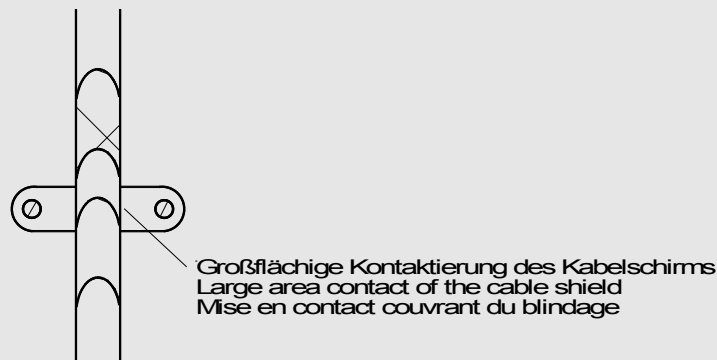 Großflächige Kontaktierung des Kabelschirms
Large area contact of the cable shield
Mise en contact couvrant du blindage